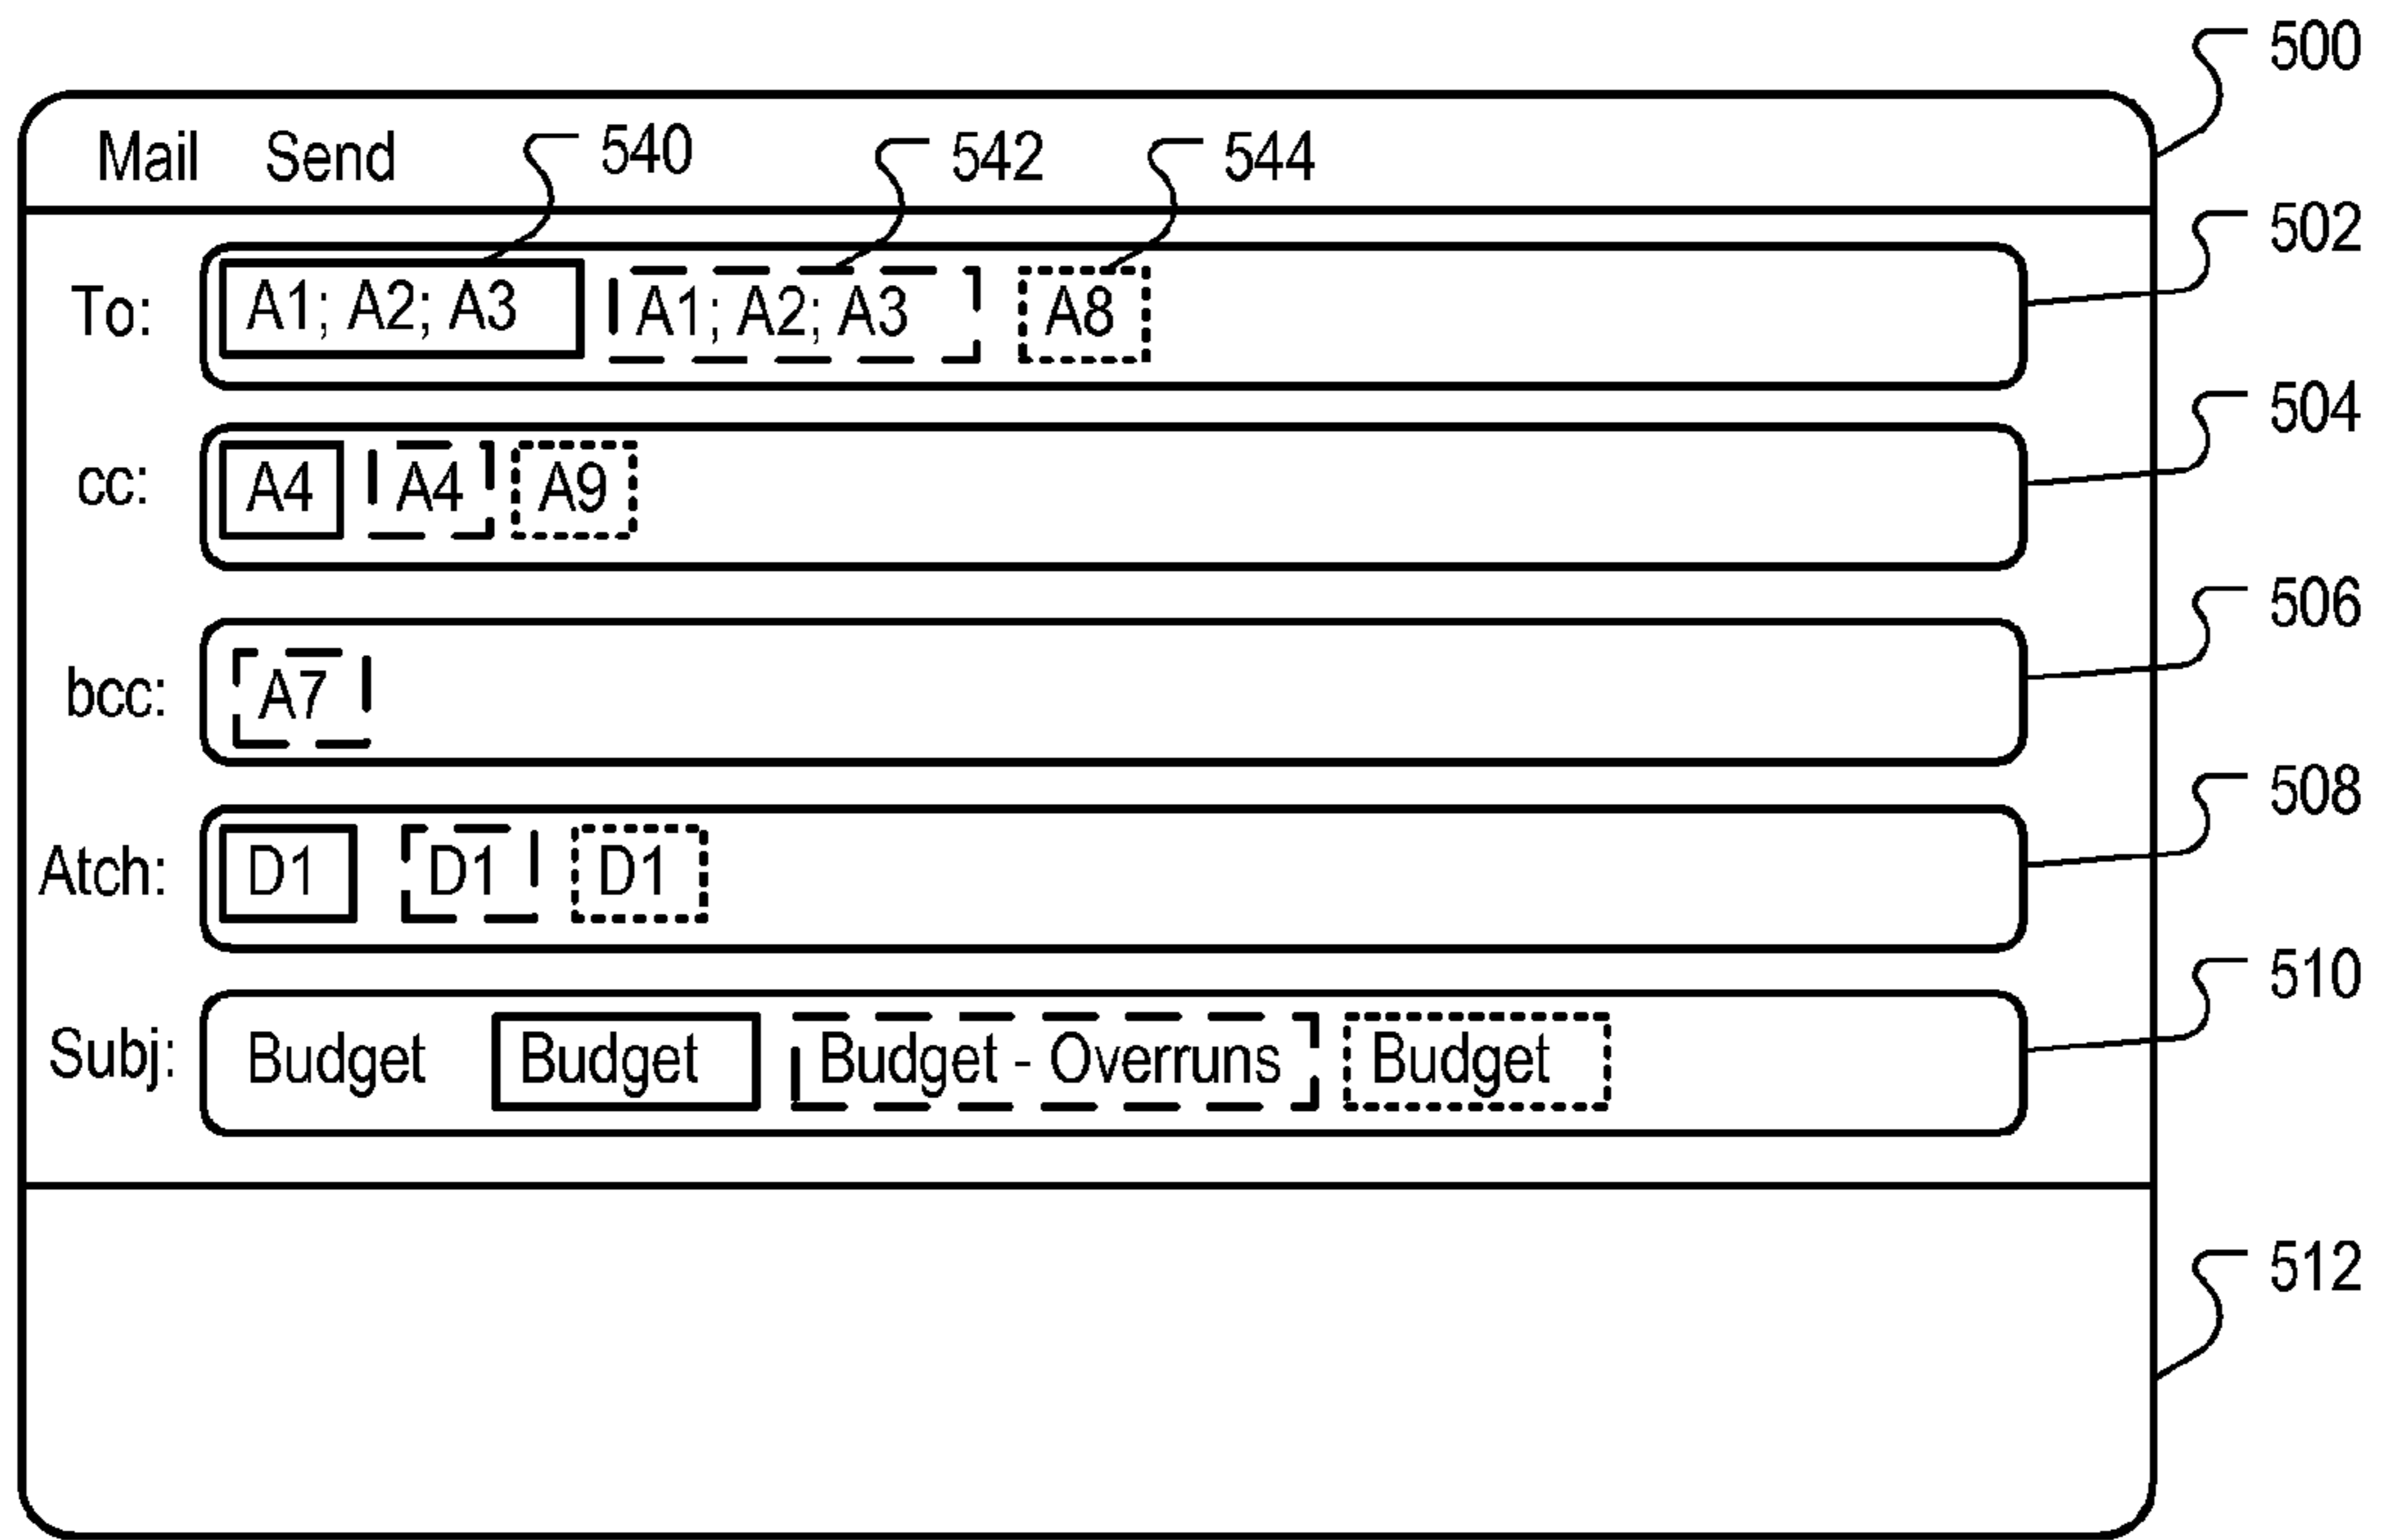 500
Mail Send 540 542 544
502
To: A1; A2; A3 A1; A2; A3 A8
504
cc: A4 A4 A9
506
bcc: A7
508
Atch: D1 D1 D1
510
Subj: Budget Budget Budget - Overruns Budget
512